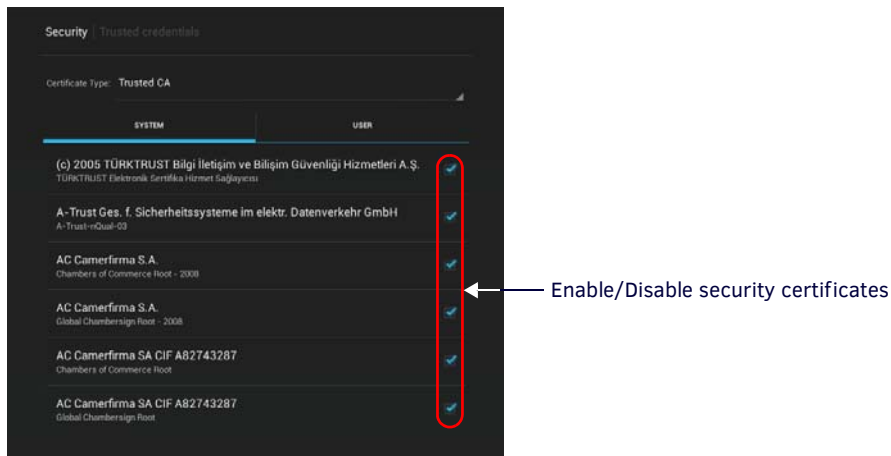 Security | Trusted credentials
Certificate Type: Trusted CA
SYSTEM USER
(c) 2005 TÜRKTRUST Bilgi İletişim ve Bilişim Güvenliği Hizmetleri A.Ş.
TÜRKTRUST Elektronik Sertifika Hizmet Sağlayıcısı
A-Trust Ges. f. Sicherheitssysteme im elektr. Datenverkehr GmbH
A-Trust-nQual-03
AC Camerfirma S.A.
Chambers of Commerce Root - 2008
Enable/Disable security certificates
AC Camerfirma S.A.
Global Chambersign Root - 2008
AC Camerfirma SA CIF A82743287
Chambers of Commerce Root
AC Camerfirma SA CIF A82743287
Global Chambersign Root